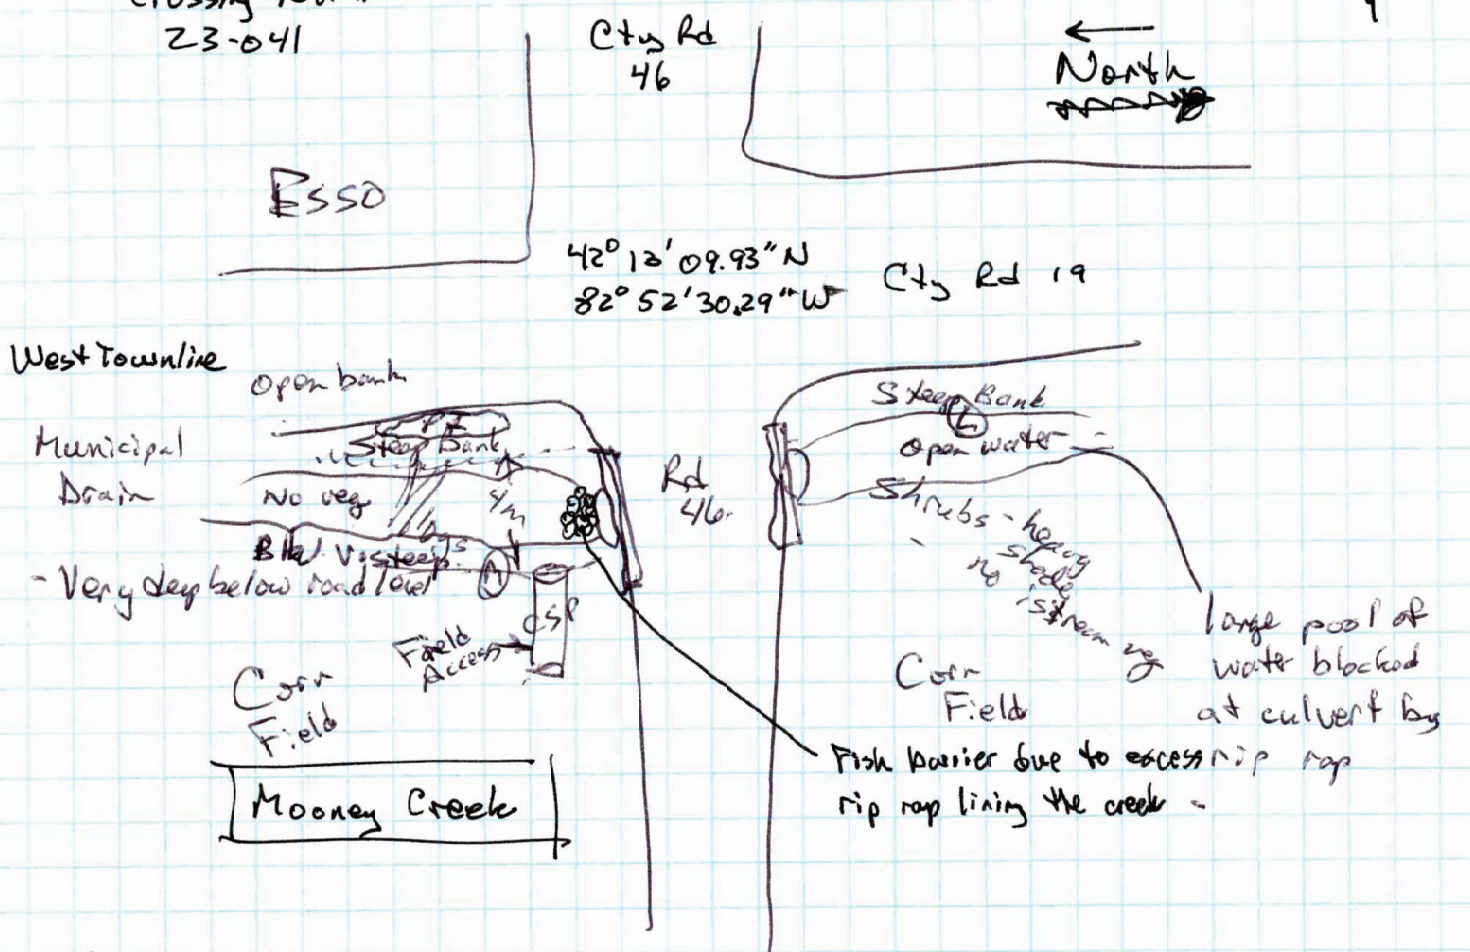 23-041
Cty Rd
46
North
Esso
42° 13' 09.93" N
82° 52' 30.29" W
Cty Rd 19
West Townline
Open bank
Steep Bank
Municipal
Drain
No veg
4m
Rd
46
Steep Bank
Open water
Shrubs - heavy
shade
no
instream veg
V. steep
- Very deep below road level
CSP
Field
Access
Corn
Field
Corn
Field
large pool of
water blocked
at culvert by
rip rap
Fish barrier due to excess
rip rap lining the creek -
Mooney Creek